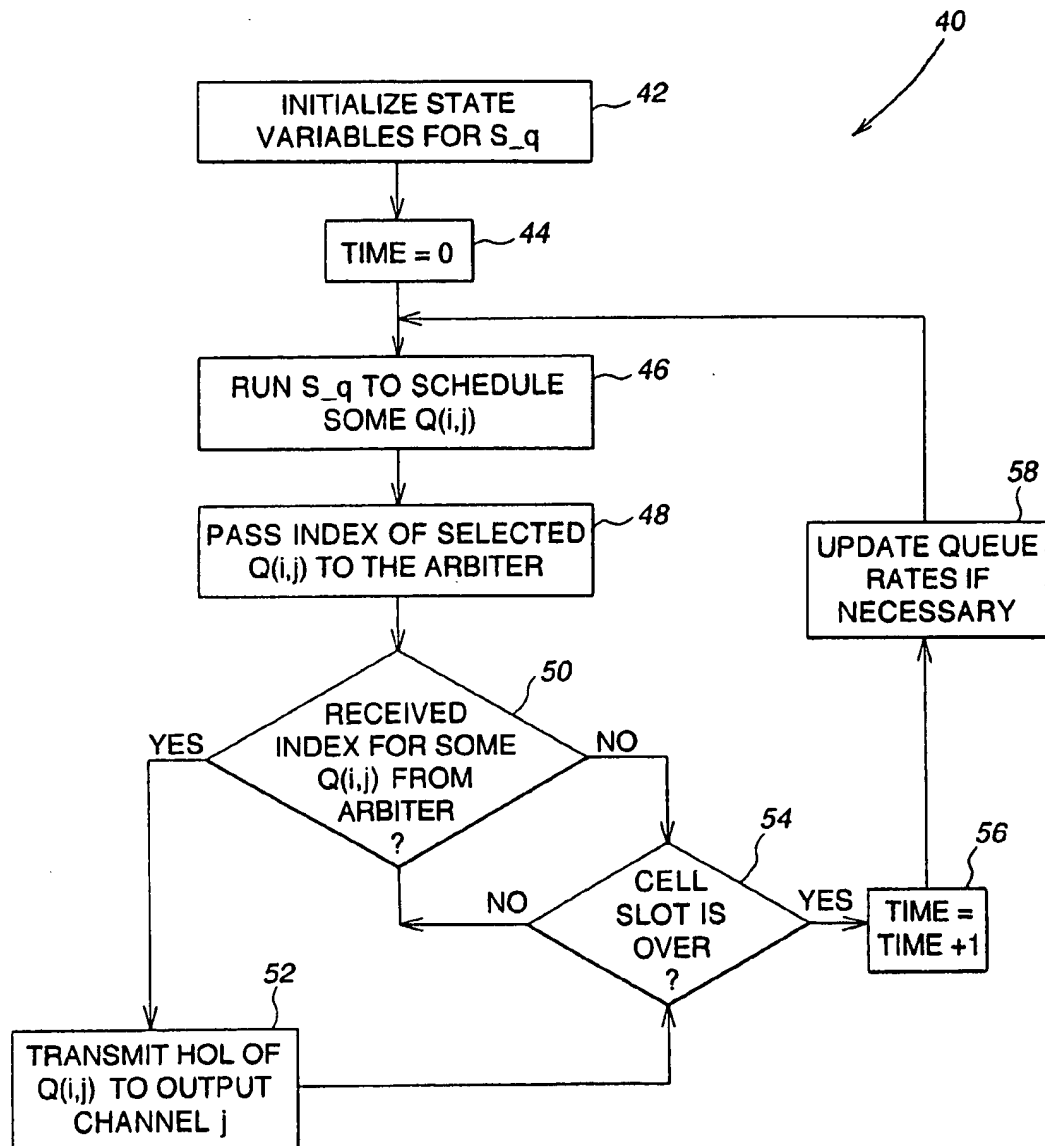 40
INITIALIZE STATE
VARIABLES FOR S_q
42
TIME = 0
44
RUN S_q TO SCHEDULE
SOME Q(i,j)
46
PASS INDEX OF SELECTED
Q(i,j) TO THE ARBITER
48
UPDATE QUEUE
RATES IF
NECESSARY
58
RECEIVED
INDEX FOR SOME
Q(i,j) FROM
ARBITER
?
50
YES
NO
CELL
SLOT IS
OVER
?
54
NO
YES
TIME =
TIME +1
56
TRANSMIT HOL OF
Q(i,j) TO OUTPUT
CHANNEL j
52